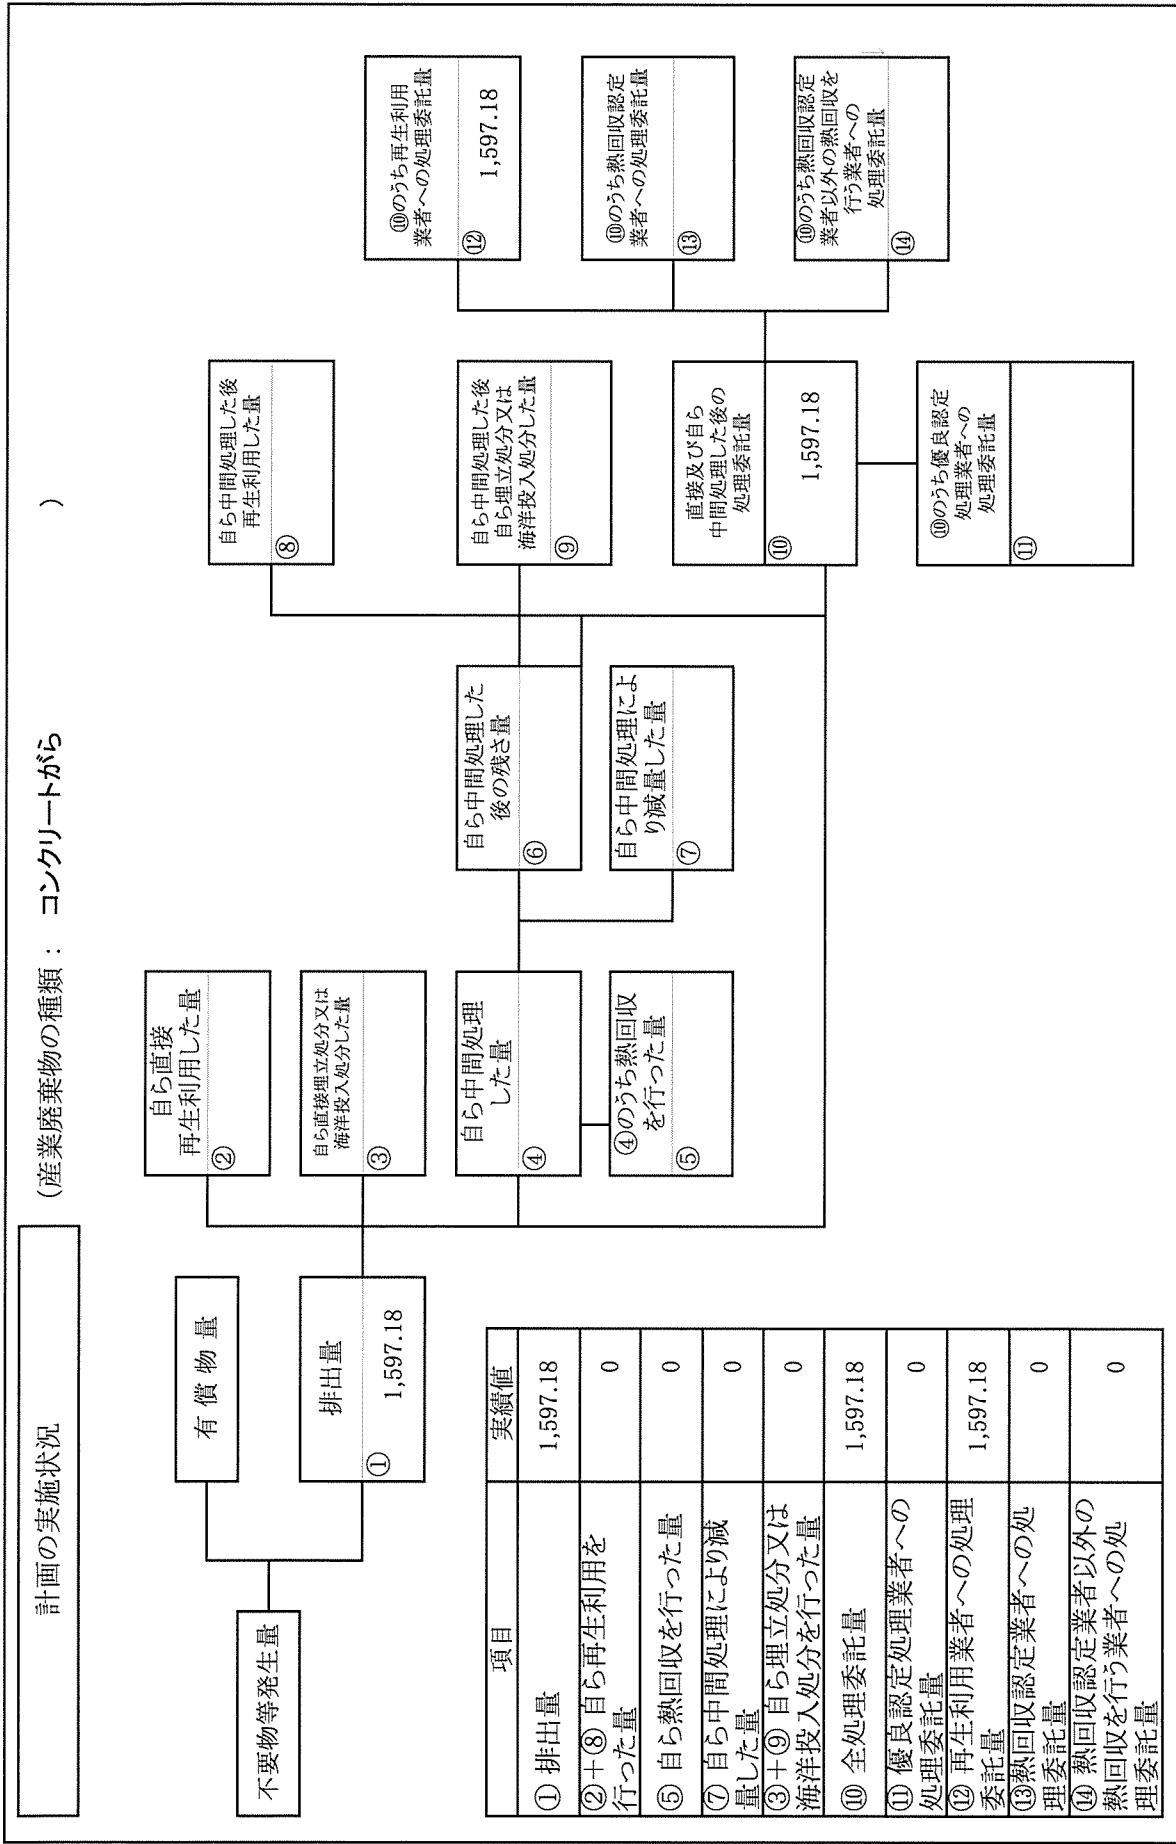 計画の実施状況
(産業廃棄物の種類： コンクリートがら )
不要物等発生量
有 償 物 量
排出量
①
1,597.18
自ら直接
再生利用した量
②
自ら直接埋立処分又は
海洋投入処分した量
③
自ら中間処理
した量
④
④のうち熱回収
を行った量
⑤
自ら中間処理した
後の残さ量
⑥
自ら中間処理によ
り減量した量
⑦
自ら中間処理した後
再生利用した量
⑧
自ら中間処理した後
自ら埋立処分又は
海洋投入処分した量
⑨
直接及び自ら
中間処理した後の
処理委託量
⑩
1,597.18
⑩のうち優良認定
処理業者への
処理委託量
⑪
⑩のうち再生利用
業者への処理委託量
⑫
1,597.18
⑩のうち熱回収認定
業者への処理委託量
⑬
⑩のうち熱回収認定
業者以外の熱回収を
行う業者への
処理委託量
⑭
項目 実績値
① 排出量 1,597.18
②＋⑧ 自ら再生利用を
行った量 0
⑤ 自ら熱回収を行った量 0
⑦ 自ら中間処理により減
量した量 0
③＋⑨ 自ら埋立処分又は
海洋投入処分を行った量 0
⑩ 全処理委託量 1,597.18
⑪ 優良認定処理業者への
処理委託量 0
⑫ 再生利用業者への処理
委託量 1,597.18
⑬熱回収認定業者への処
理委託量 0
⑭ 熱回収認定業者以外の
熱回収を行う業者への処
理委託量 0